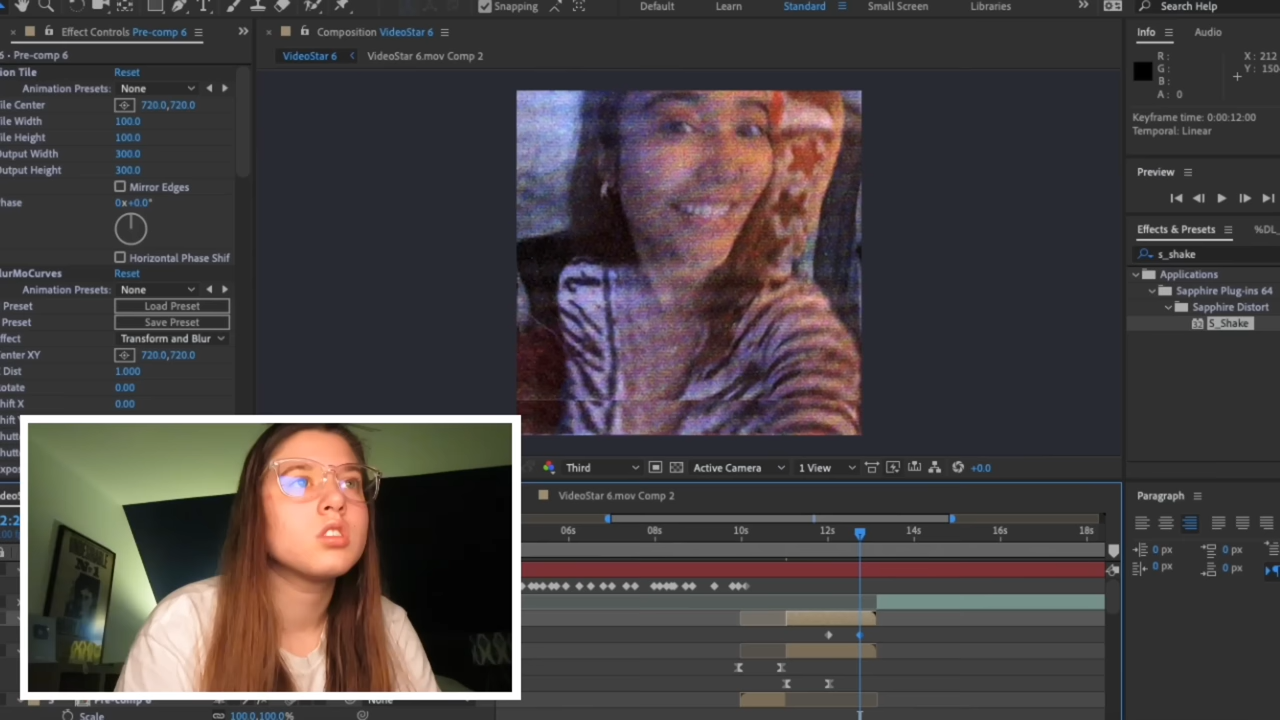 Snapping
Default
Learn
Standard
Small Screen
Libraries
Search Help
Effect Controls Pre-comp 6
Composition VideoStar 6
Info
Audio
6 • Pre-comp 6
VideoStar 6
VideoStar 6.mov Comp 2
R :
G :
B :
A : 0
X : 212
Y : 150
ion Tile
Reset
Animation Presets:
None
ile Center
720.0,720.0
ile Width
100.0
ile Height
100.0
Output Width
300.0
Output Height
300.0
Mirror Edges
Phase
0x+0.0°
Horizontal Phase Shif
lurMoCurves
Reset
Animation Presets:
None
Preset
Load Preset
Preset
Save Preset
ffect
Transform and Blur
enter XY
720.0,720.0
Dist
1.000
otate
0.00
hift X
0.00
hift
hutt
hutt
xpos
Keyframe time: 0:00:12:00
Temporal: Linear
Preview
Effects & Presets
%DL_
s_shake
Applications
Sapphire Plug-ins 64
Sapphire Distort
S_Shake
Third
Active Camera
1 View
+0.0
VideoStar 6.mov Comp 2
Paragraph
06s
08s
10s
12s
14s
16s
18s
0 px
0 px
0 px
0 px
None
Scale
100.0,100.0%